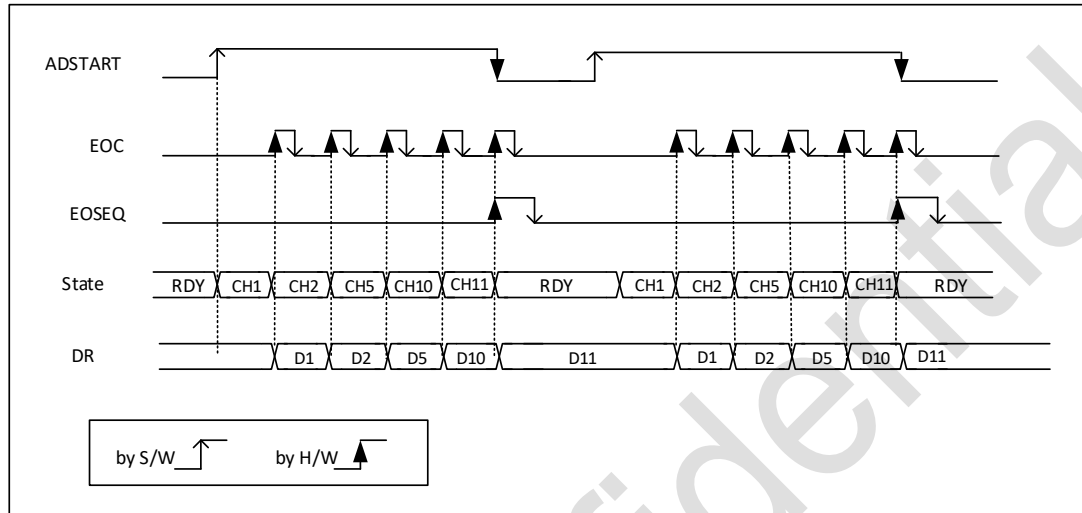 ADSTART
EOC
EOSEQ
State RDY CH1 CH2 CH5 CH10 CH11 RDY CH1 CH2 CH5 CH10 CH11 RDY
DR D1 D2 D5 D10 D11 D1 D2 D5 D10 D11
by S/W by H/W
fidential